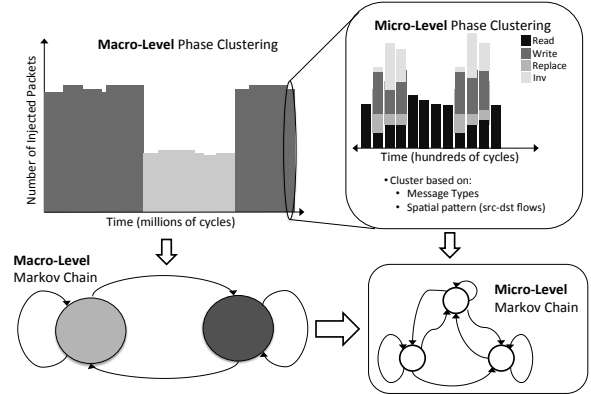 Macro-Level Phase Clustering
Number of Injected Packets
Time (millions of cycles)
Micro-Level Phase Clustering
Read
Write
Replace
Inv
Time (hundreds of cycles)
• Cluster based on:
• Message Types
• Spatial pattern (src-dst flows)
Macro-Level
Markov Chain
Micro-Level
Markov Chain